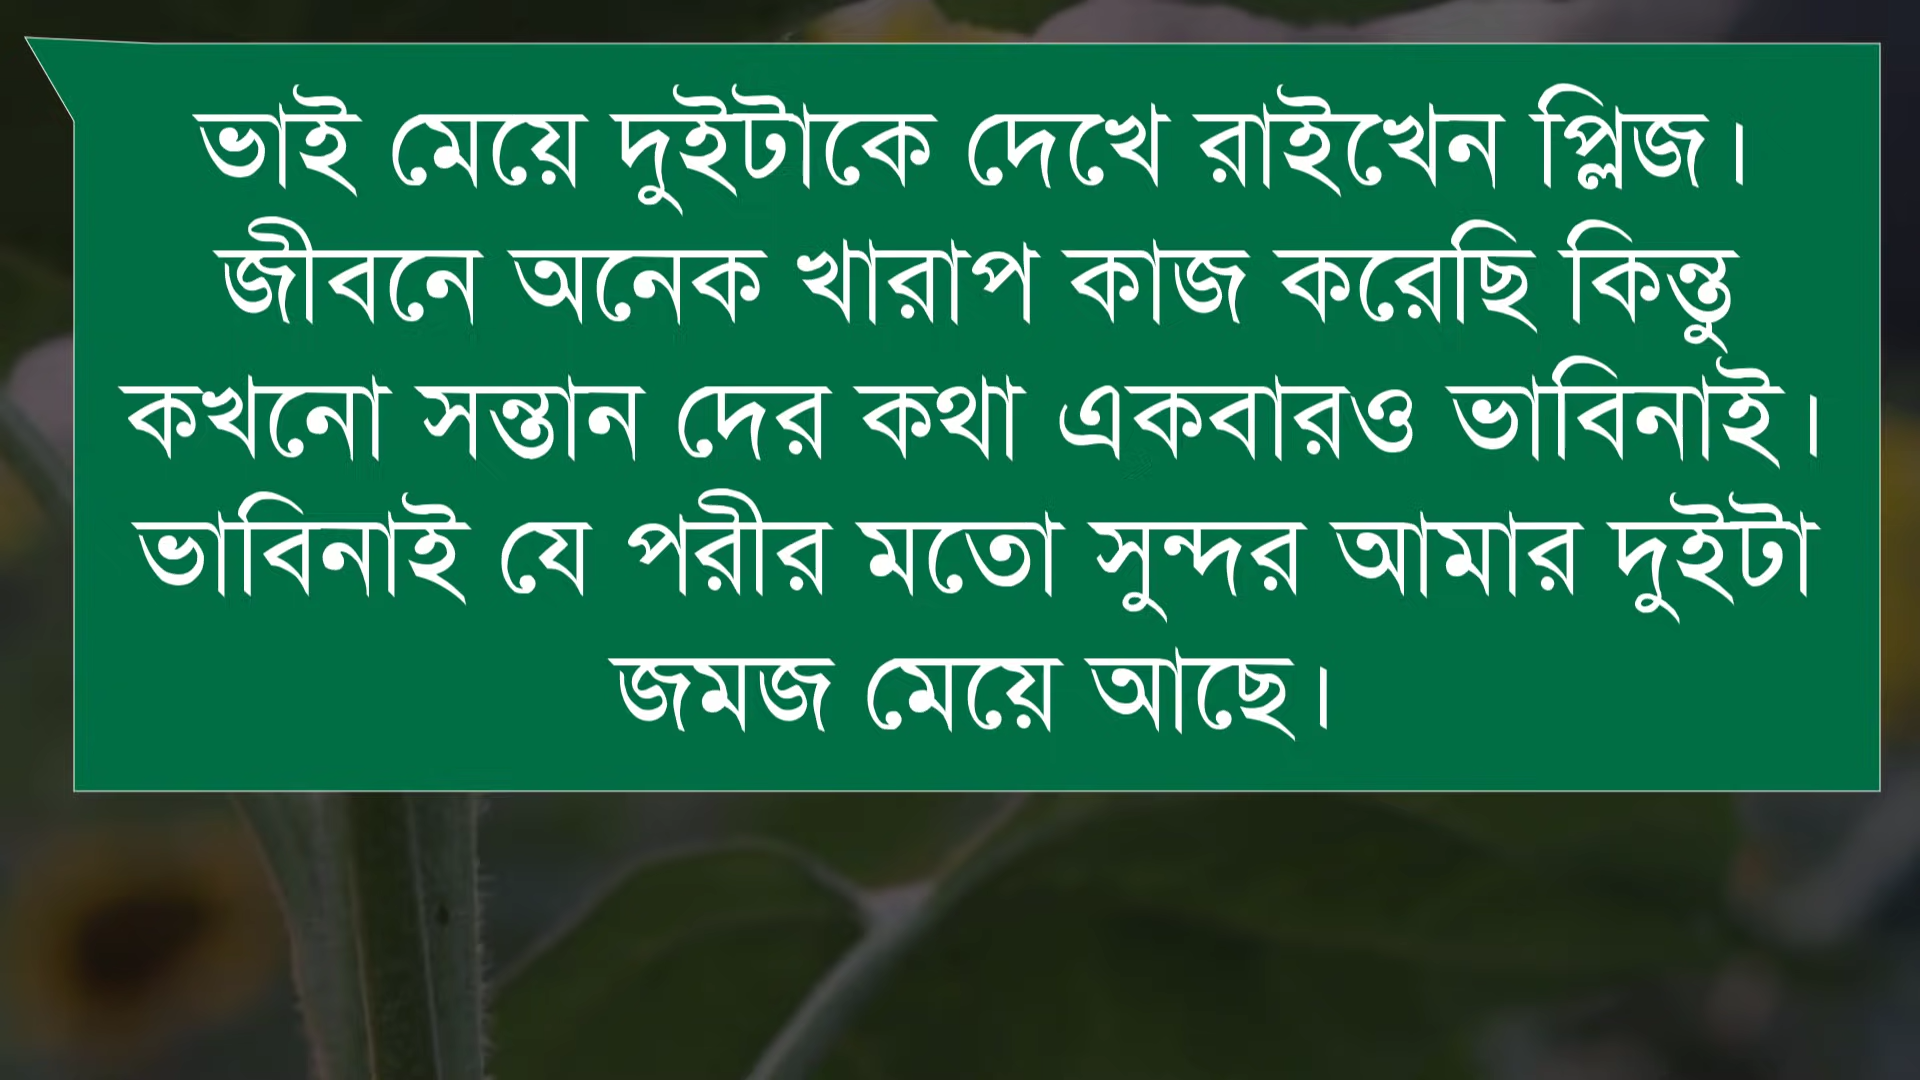 ভাই মেয়ে দুইটাকে দেখে রাইখেন প্লিজ।
জীবনে অনেক খারাপ কাজ করেছি কিন্তু
কখনো সন্তান দের কথা একবারও ভাবিনাই।
ভাবিনাই যে পরীর মতো সুন্দর আমার দুইটা
জমজ মেয়ে আছে।